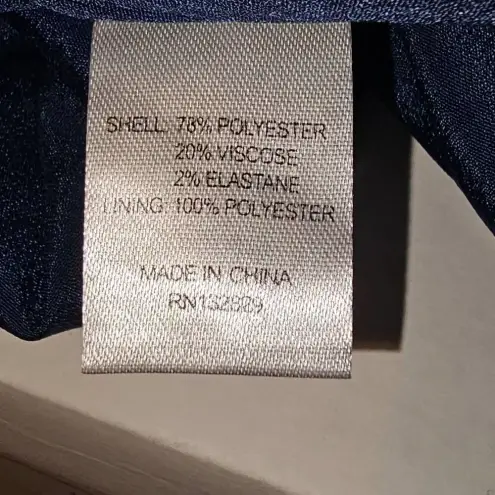 SHELL: 78% POLYESTER
20% VISCOSE
2% ELASTANE
LINING: 100% POLYESTER
MADE IN CHINA